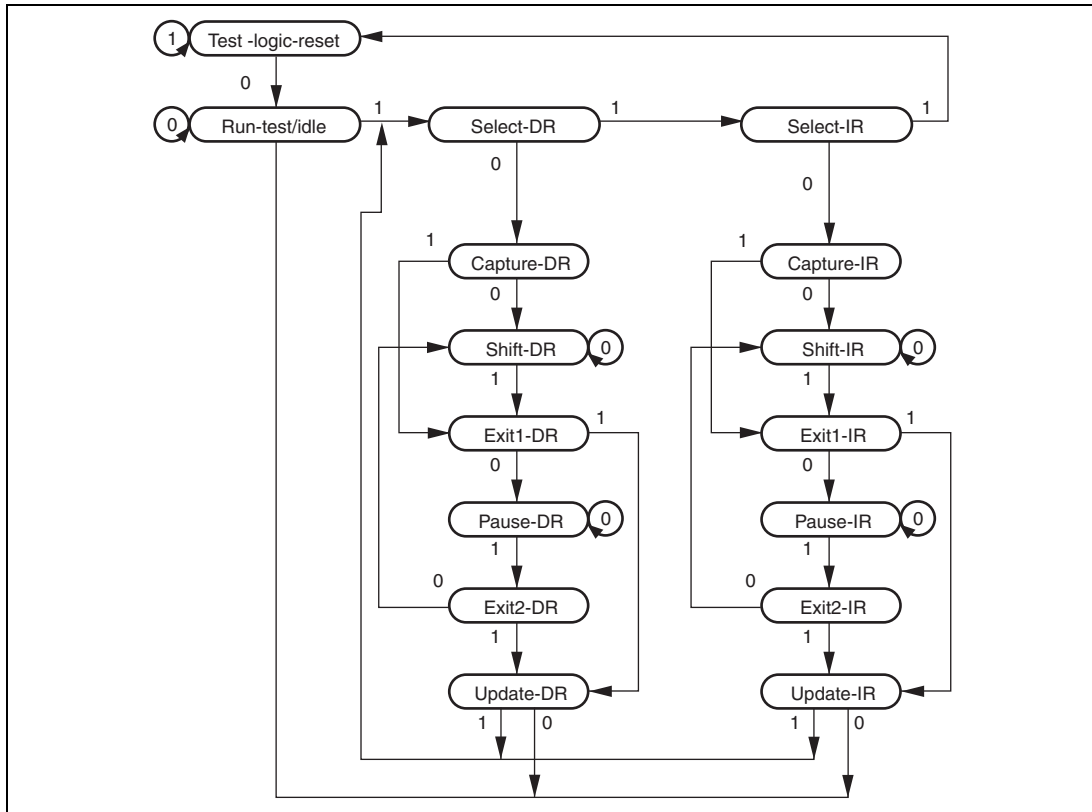 1
Test -logic-reset
0
0
Run-test/idle
1
Select-DR
1
Select-IR
1
0
0
1
Capture-DR
0
1
Capture-IR
0
Shift-DR
0
1
Shift-IR
0
1
Exit1-DR
1
0
Exit1-IR
1
0
Pause-DR
0
1
Pause-IR
0
1
0
Exit2-DR
1
0
Exit2-IR
1
Update-DR
1
0
Update-IR
1
0